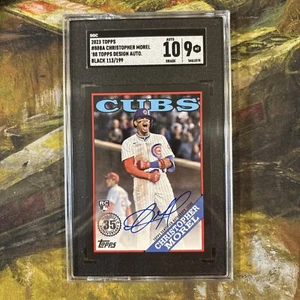 SGC
2023 TOPPS
#88BA CHRISTOPHER MOREL
'88 TOPPS DESIGN AUTO.
BLACK 113/199
AUTO
10
GRADE
9
CUBS
CUBS
RC
35
Topps
CHRISTOPHER
MOREL